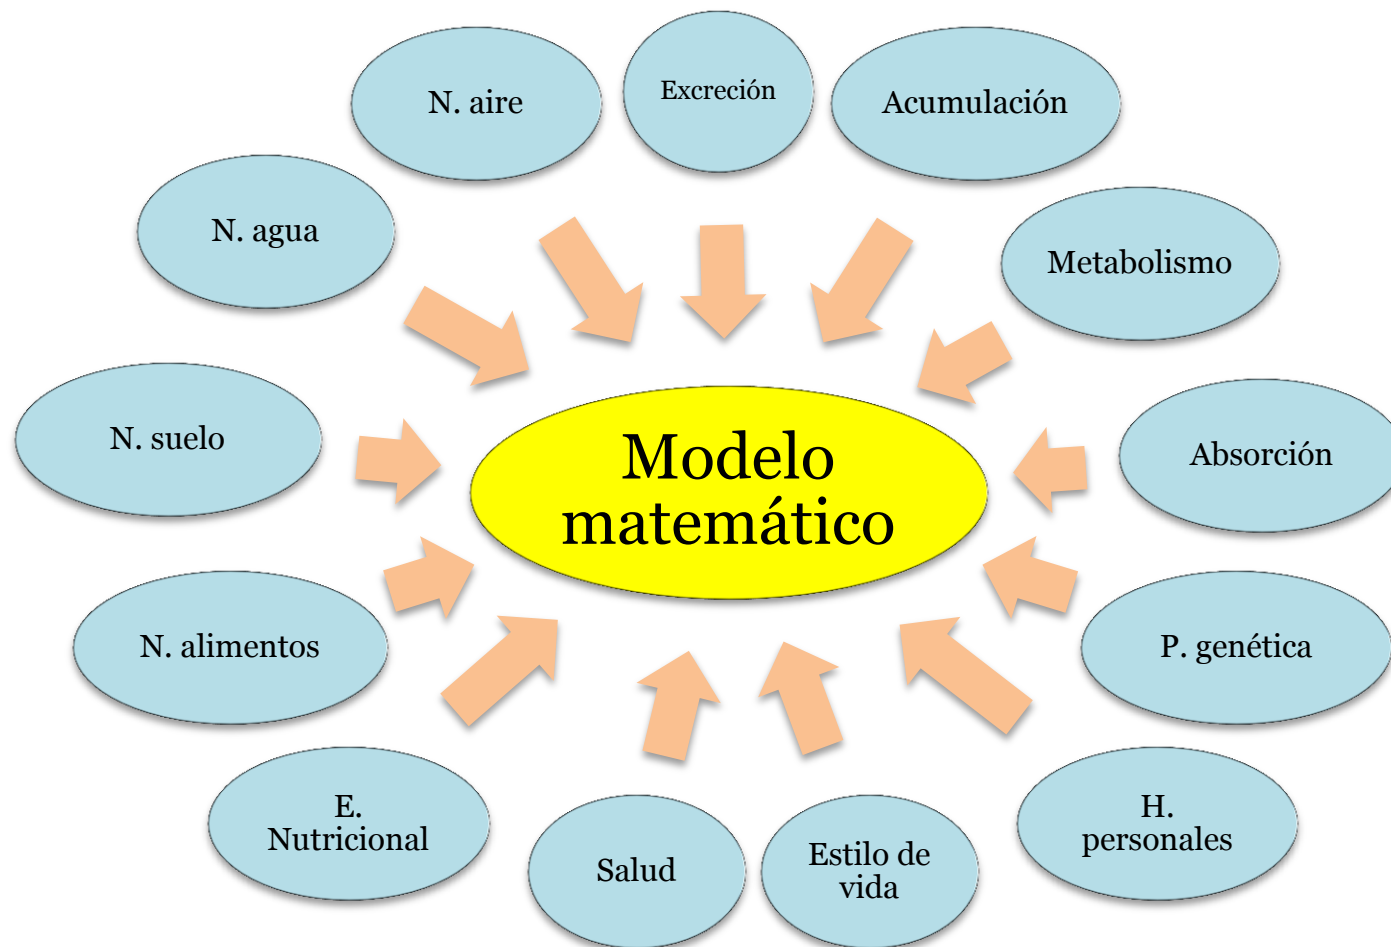 N. aire
Excreción
Acumulación
N. agua
Metabolismo
N. suelo
Modelo
matemático
Absorción
N. alimentos
P. genética
E.
Nutricional
Salud
Estilo de
vida
H.
personales